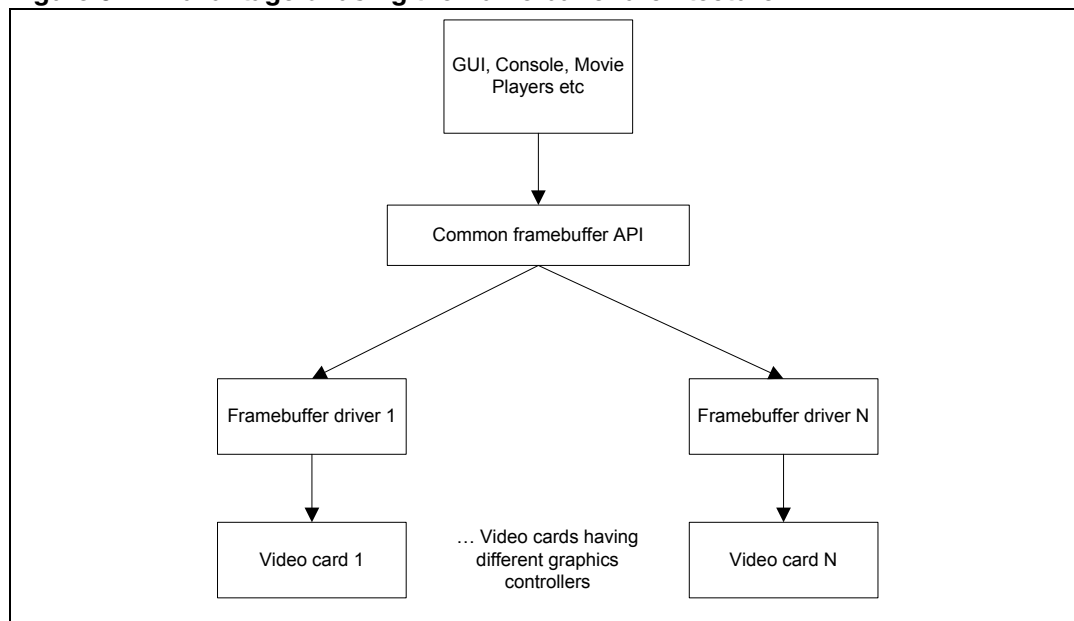 GUI, Console, Movie
Players etc
Common framebuffer API
Framebuffer driver 1
Framebuffer driver N
Video card 1
… Video cards having
different graphics
controllers
Video card N